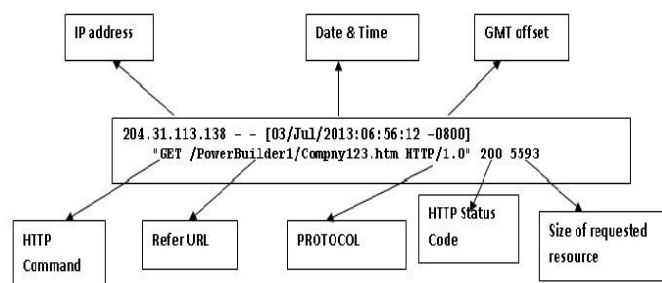 IP address
Date & Time
GMT offset
204.31.113.138 - - [03/Jul/2013:06:56:12 -0800]
"GET /PowerBuilder1/Compny123.htm HTTP/1.0" 200 5593
HTTP
Command
Refer URL
PROTOCOL
HTTP Status
Code
Size of requested
resource